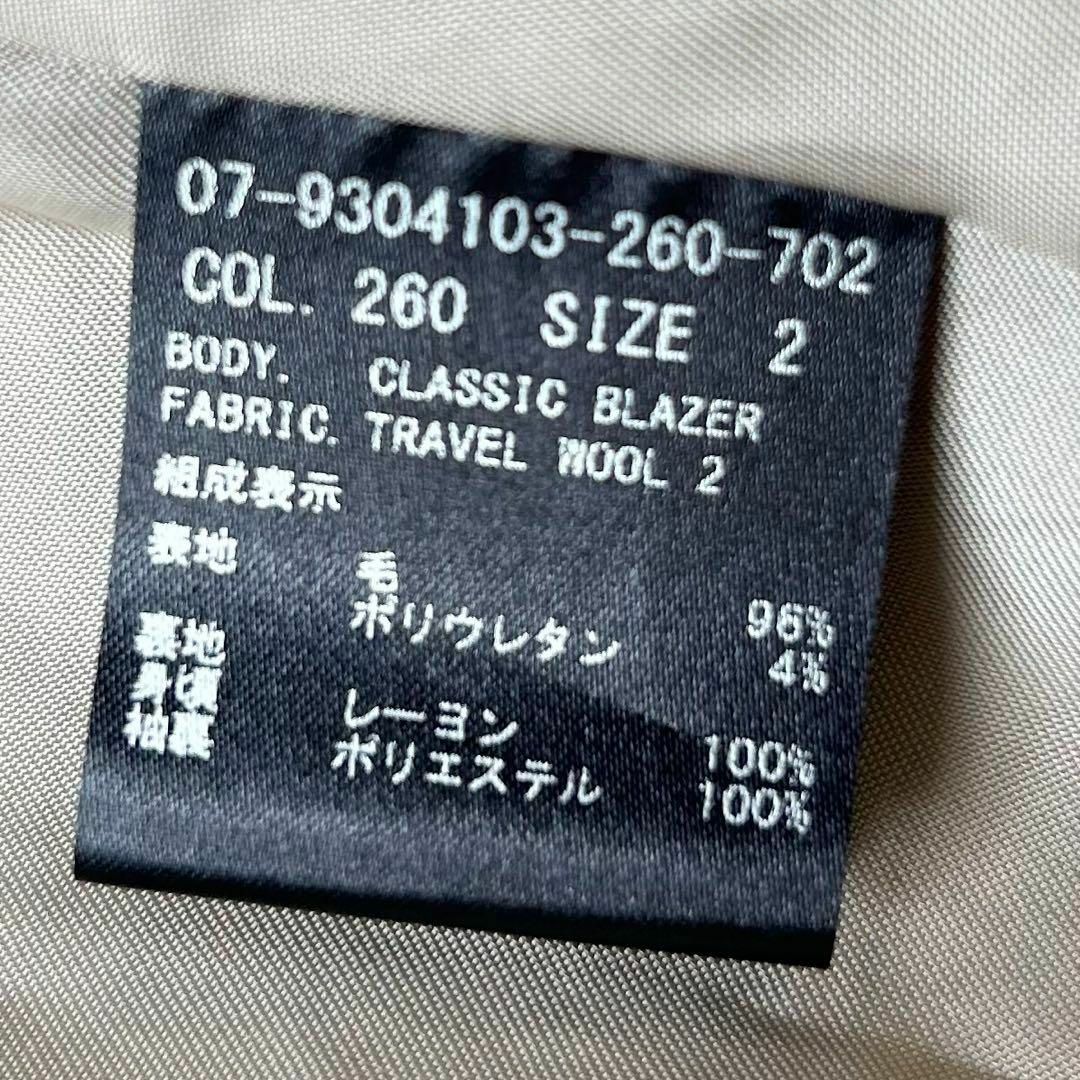 07-9304103-260-702
COL. 260 SIZE 2
BODY. CLASSIC BLAZER
FABRIC. TRAVEL WOOL 2
組成表示
表地 毛 96%
ポリウレタン 4%
裏地
身頃 レーヨン 100%
袖裏 ポリエステル 100%